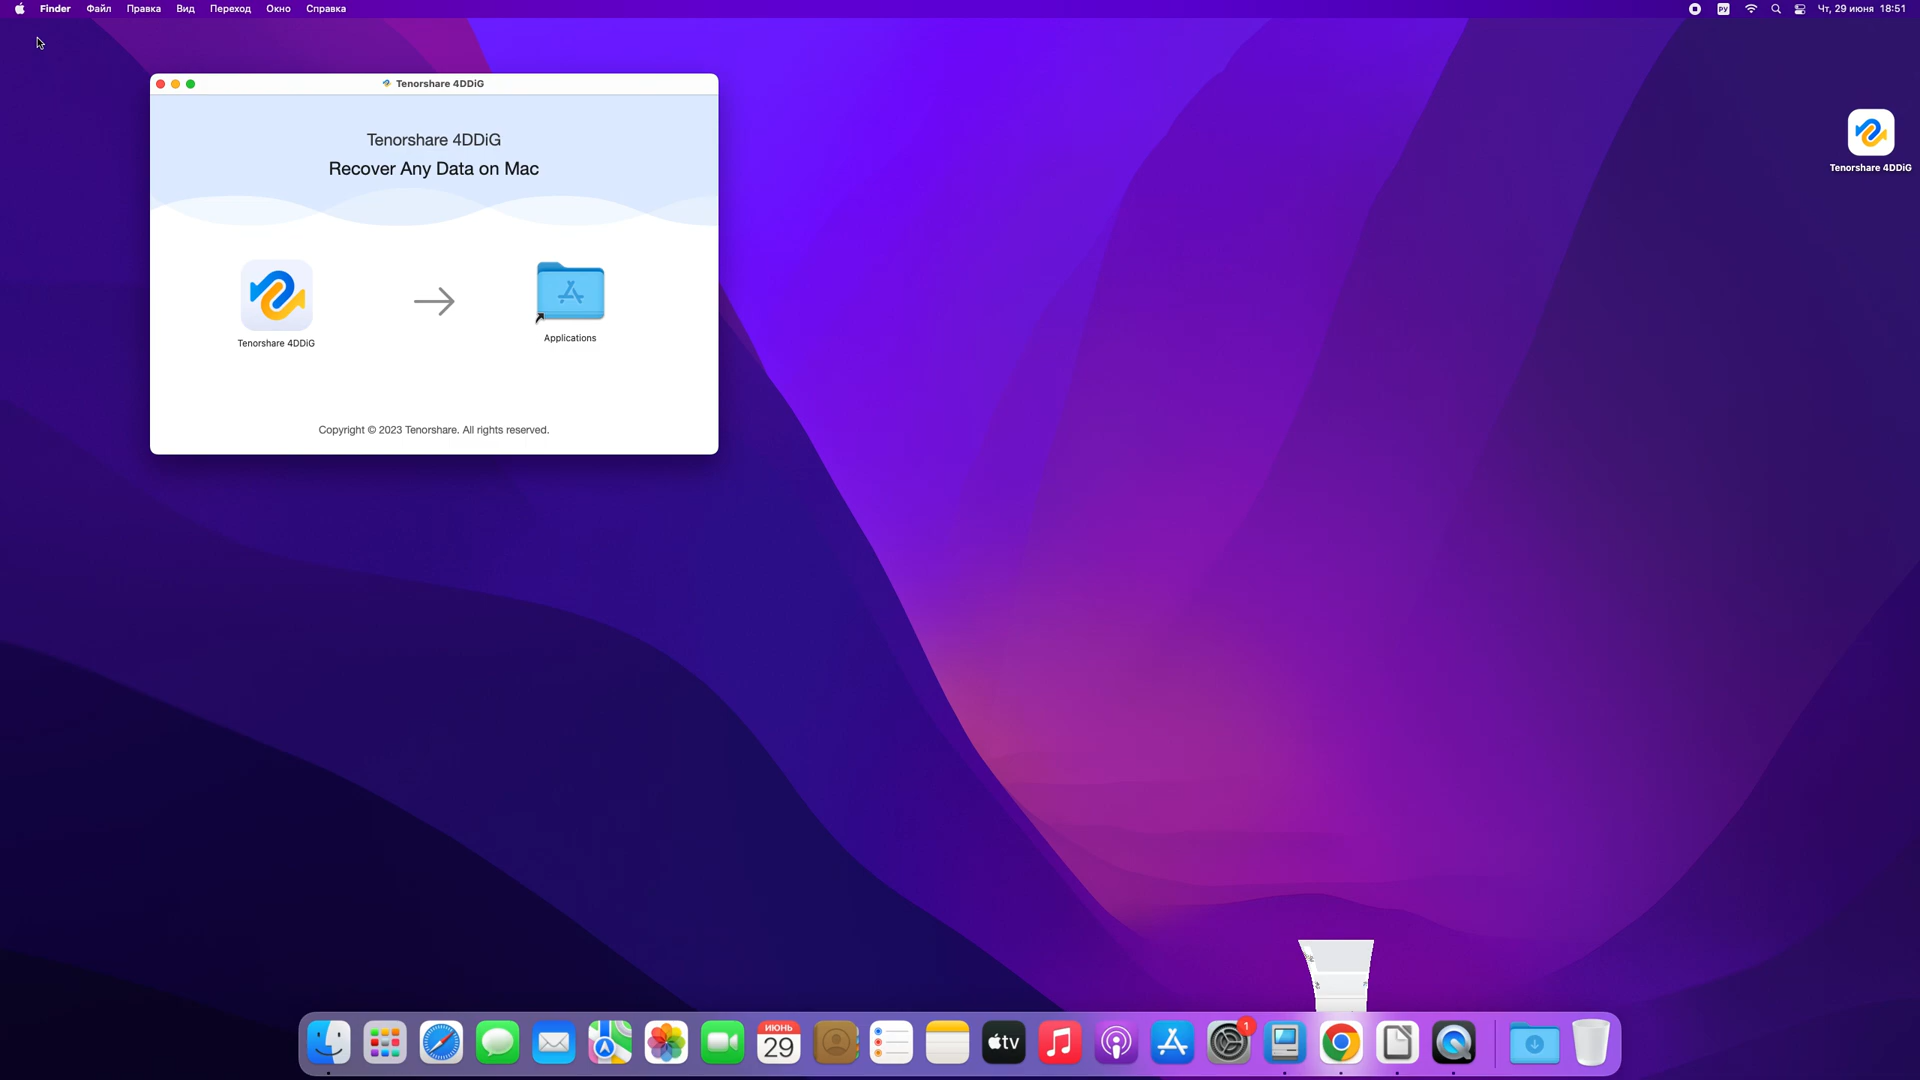 Finder Файл Правка Вид Переход Окно Справка
РУ Чт, 29 июня 18:51
Tenorshare 4DDiG
Tenorshare 4DDiG
Recover Any Data on Mac
Tenorshare 4DDiG
Applications
Copyright © 2023 Tenorshare. All rights reserved.
Tenorshare 4DDiG
ИЮНЬ
29
tv
1